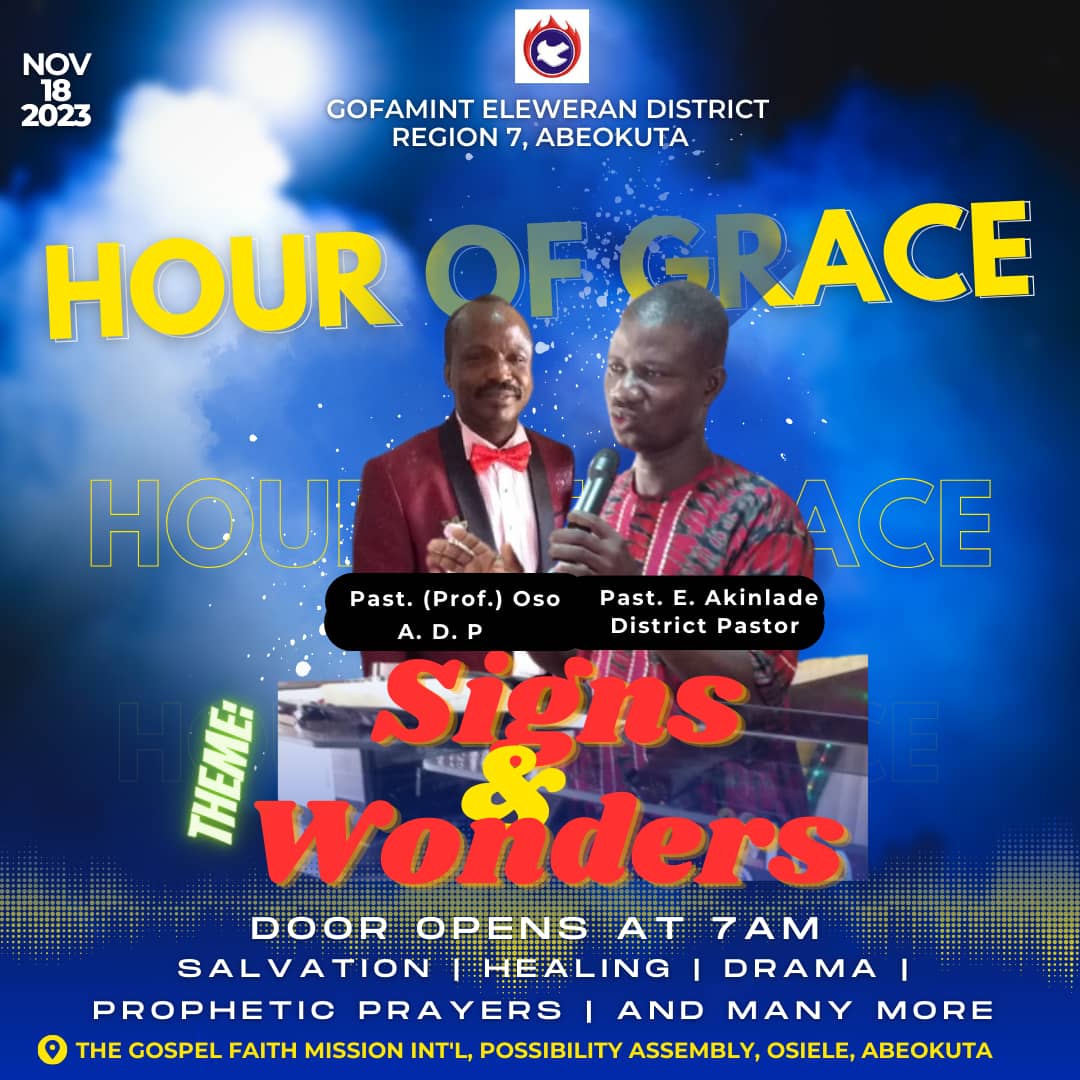 NOV
18
2023
GOFAMINT ELEWERAN DISTRICT
REGION 7, ABEOKUTA
HOUR OF GRACE
HOUR ACE
Past. (Prof.) Oso
A. D. P
Past. E. Akinlade
District Pastor
THEME:
Signs
&
Wonders
DOOR OPENS AT 7AM
SALVATION | HEALING | DRAMA |
PROPHETIC PRAYERS | AND MANY MORE
THE GOSPEL FAITH MISSION INT'L, POSSIBILITY ASSEMBLY, OSIELE, ABEOKUTA